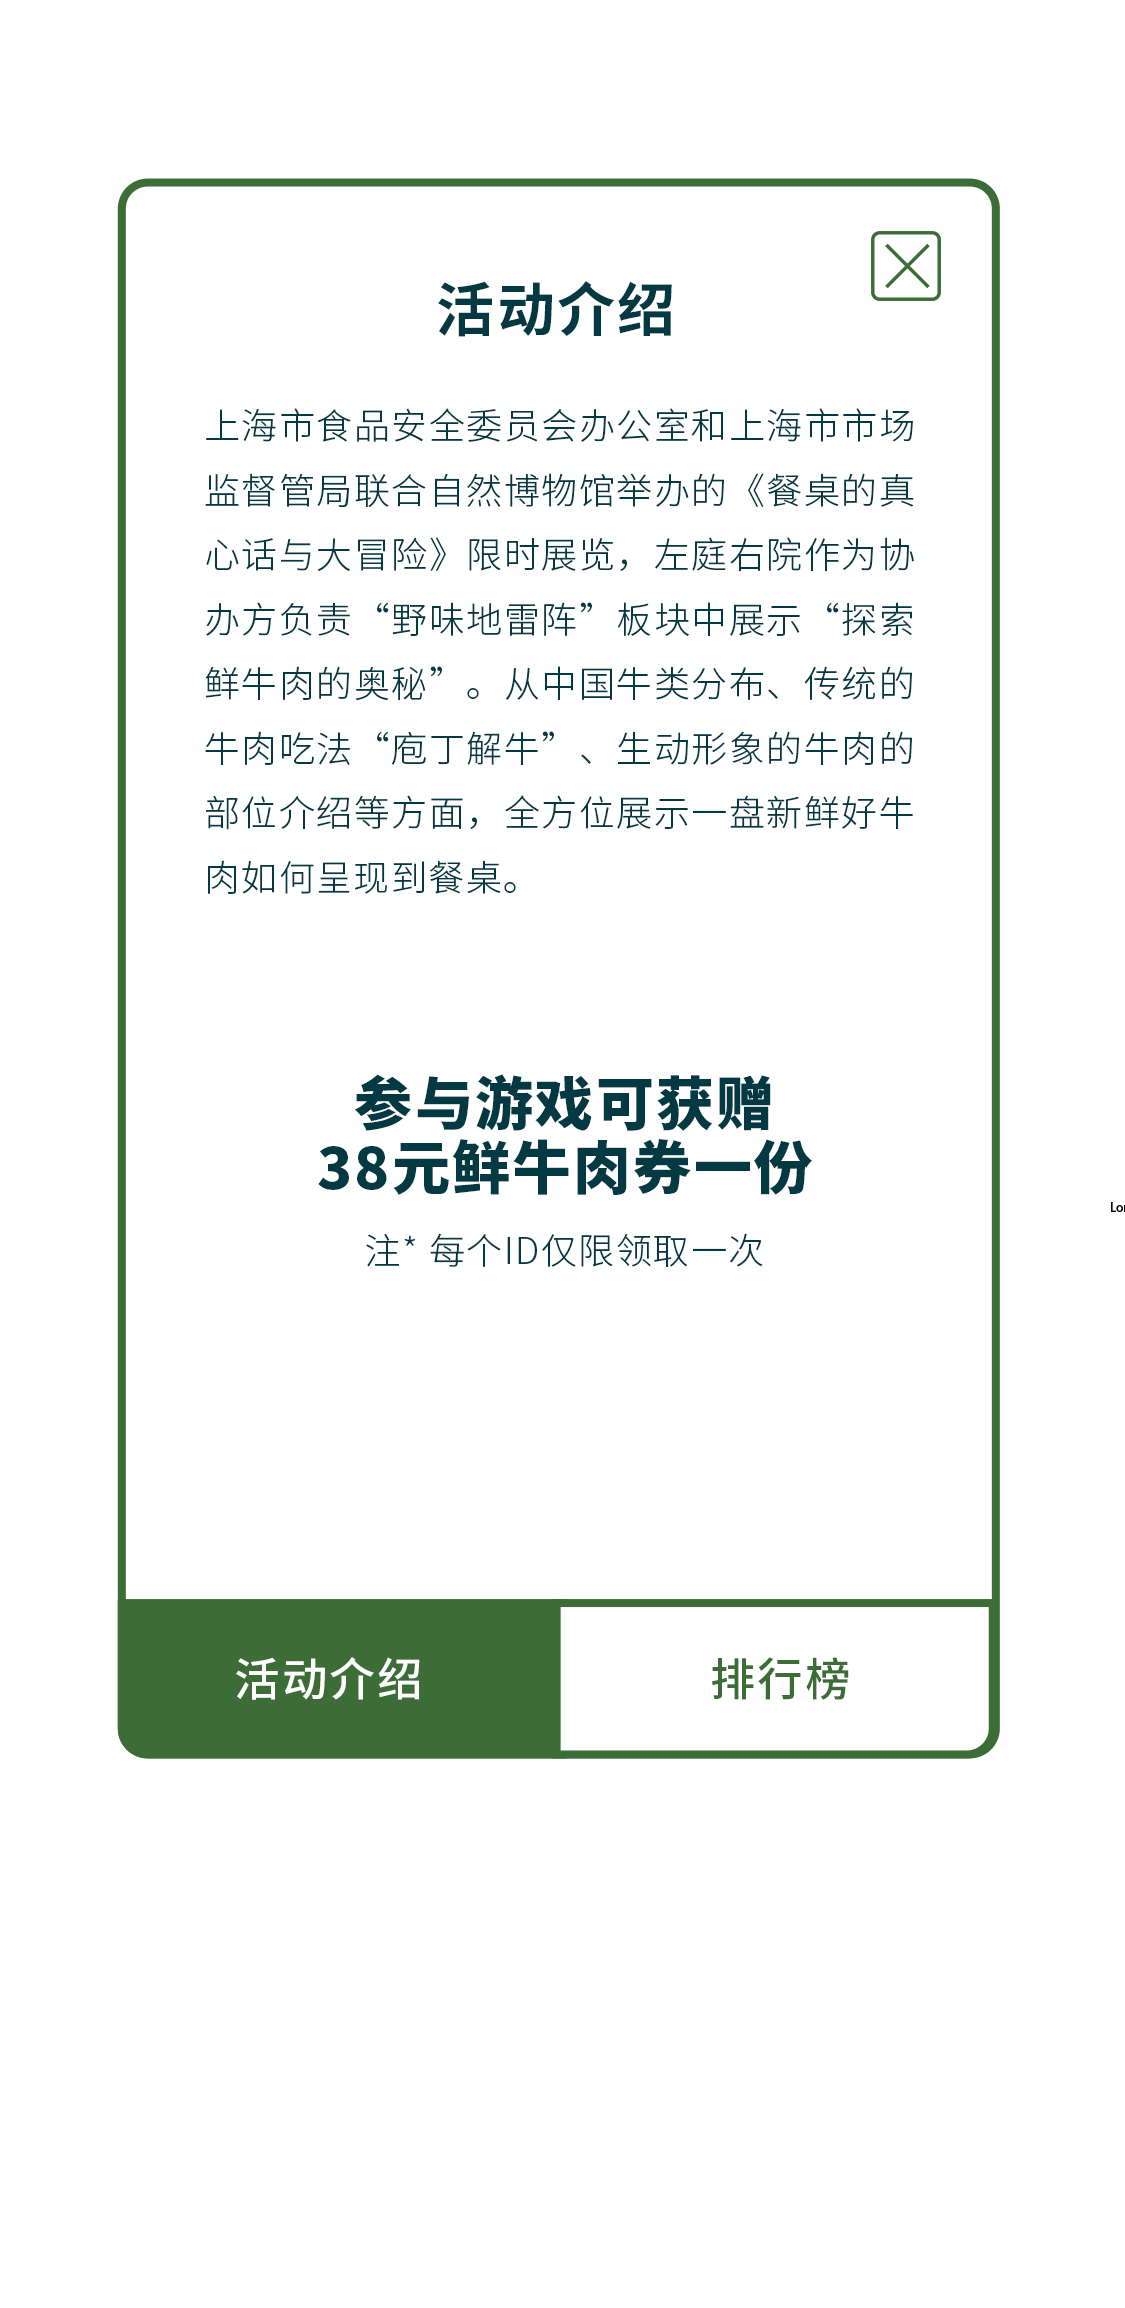 活动介绍
上海市食品安全委员会办公室和上海市市场
监督管局联合自然博物馆举办的《餐桌的真
心话与大冒险》限时展览，左庭右院作为协
办方负责“野味地雷阵”板块中展示“探索
鲜牛肉的奥秘”。从中国牛类分布、传统的
牛肉吃法“庖丁解牛”、生动形象的牛肉的
部位介绍等方面，全方位展示一盘新鲜好牛
肉如何呈现到餐桌。
参与游戏可获赠
38元鲜牛肉券一份
Lor
注* 每个ID仅限领取一次
活动介绍
排行榜